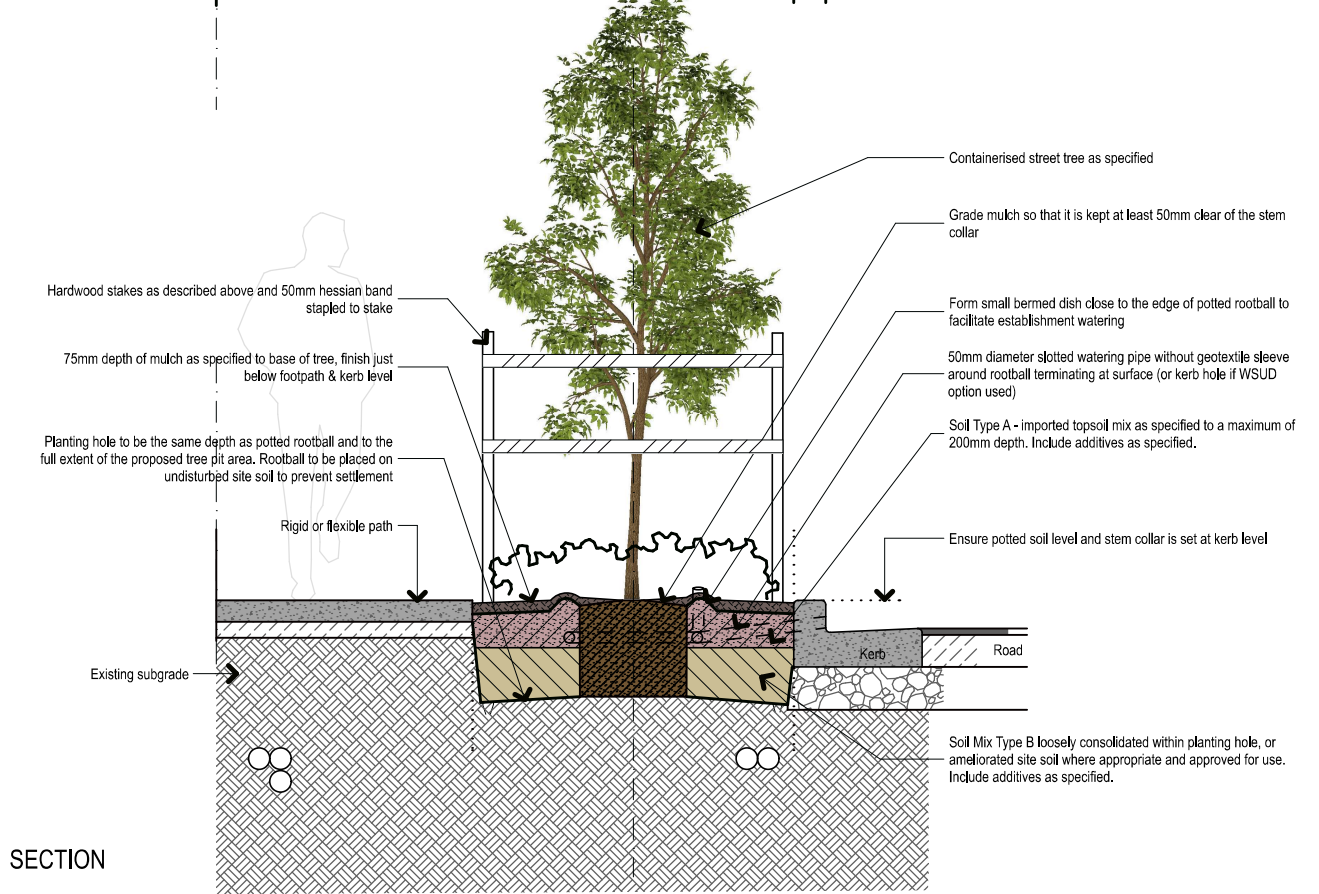 Containerised street tree as specified
Grade mulch so that it is kept at least 50mm clear of the stem
collar
Hardwood stakes as described above and 50mm hessian band
stapled to stake
Form small bermed dish close to the edge of potted rootball to
facilitate establishment watering
75mm depth of mulch as specified to base of tree, finish just
below footpath & kerb level
50mm diameter slotted watering pipe without geotextile sleeve
around rootball terminating at surface (or kerb hole if WSUD
option used)
Planting hole to be the same depth as potted rootball and to the
full extent of the proposed tree pit area. Rootball to be placed on
undisturbed site soil to prevent settlement
Soil Type A - imported topsoil mix as specified to a maximum of
200mm depth. Include additives as specified.
Rigid or flexible path
Ensure potted soil level and stem collar is set at kerb level
Kerb
Road
Existing subgrade
Soil Mix Type B loosely consolidated within planting hole, or
ameliorated site soil where appropriate and approved for use.
Include additives as specified.
SECTION